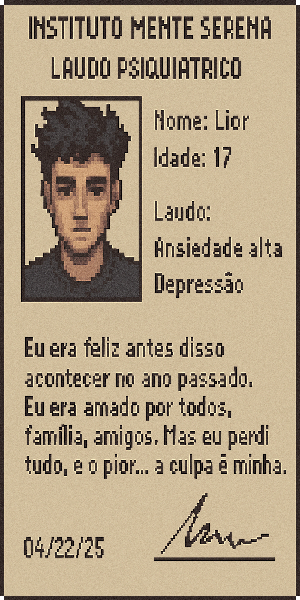 INSTITUTO MENTE SERENA
LAUDO PSIQUIATRICO
Nome: Lior
Idade: 17
Laudo:
Ansiedade alta
Depressão
Eu era feliz antes disso
acontecer no ano passado.
Eu era amado por todos,
família, amigos. Mas eu perdi
tudo, e o pior... a culpa é minha.
04/22/25